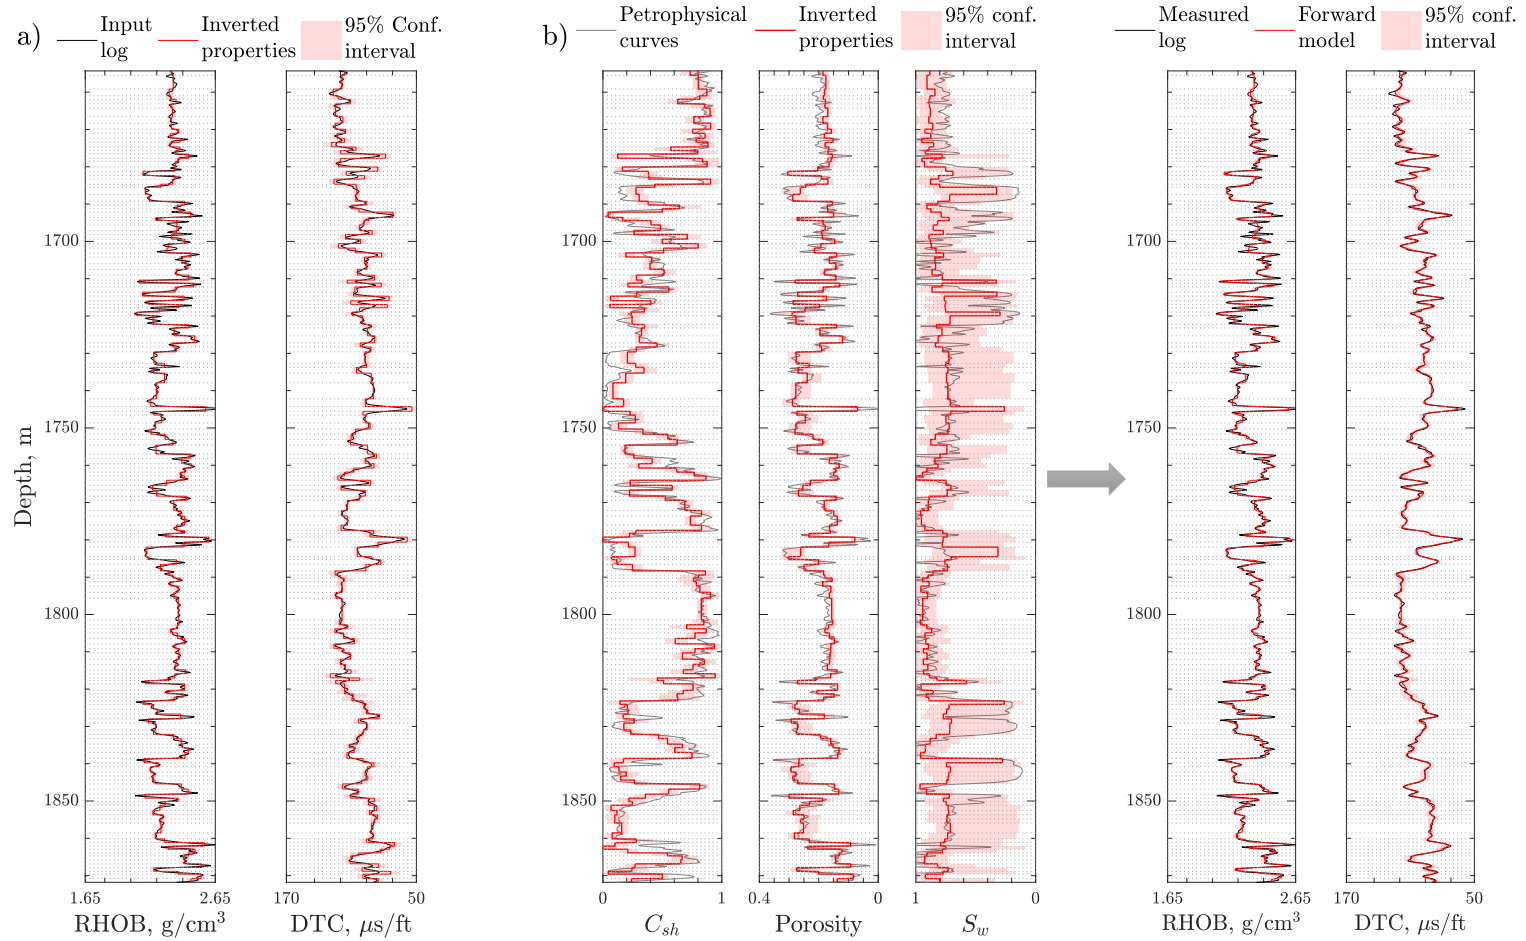 a)
Input
log
Inverted
properties
95% Conf.
interval
b)
Petrophysical
curves
Inverted
properties
95% conf.
interval
Measured
log
Forward
model
95% conf.
interval
Depth, m
1700
1750
1800
1850
1.65
2.65
RHOB, g/cm³
170
50
DTC, μs/ft
1700
1750
1800
1850
0
1
C_sh
0.4
0
Porosity
1
0
S_w
1700
1750
1800
1850
1.65
2.65
RHOB, g/cm³
170
50
DTC, μs/ft